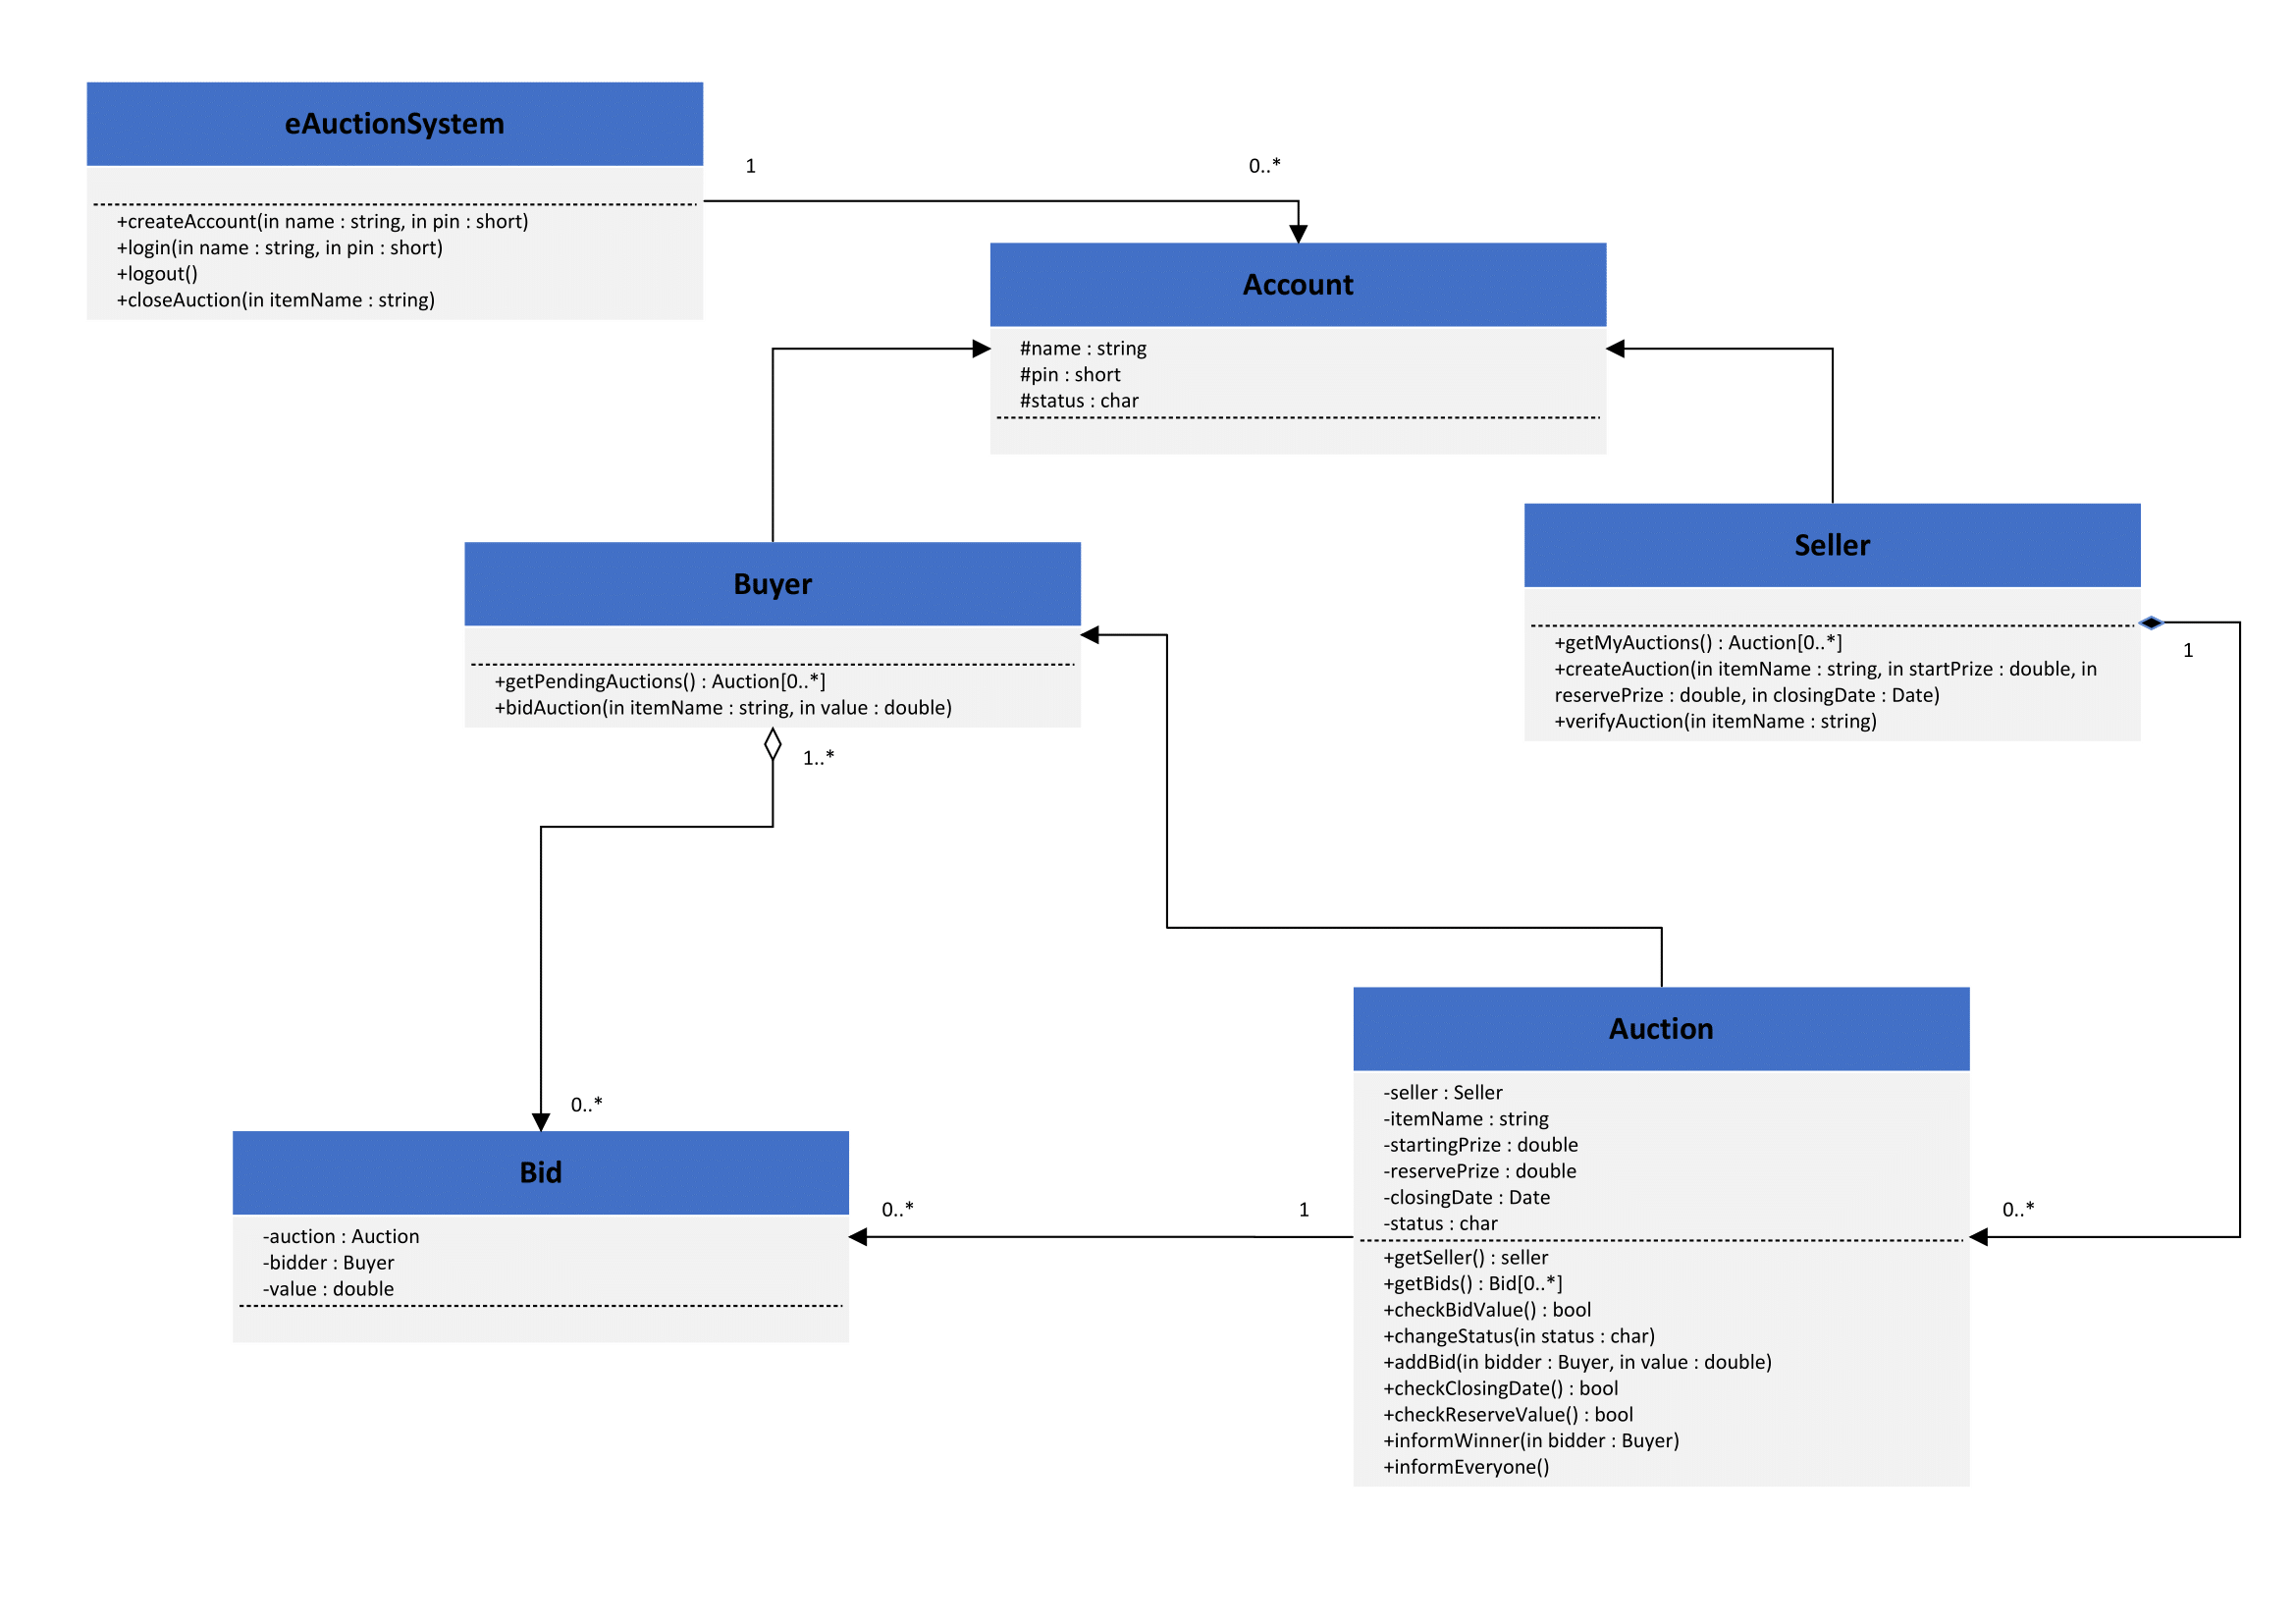 eAuctionSystem
+createAccount(in name : string, in pin : short)
+login(in name : string, in pin : short)
+logout()
+closeAuction(in itemName : string)
1
0..*
Account
#name : string
#pin : short
#status : char
Buyer
+getPendingAuctions() : Auction[0..*]
+bidAuction(in itemName : string, in value : double)
1..*
Seller
+getMyAuctions() : Auction[0..*]
+createAuction(in itemName : string, in startPrize : double, in
reservePrize : double, in closingDate : Date)
+verifyAuction(in itemName : string)
1
0..*
Bid
-auction : Auction
-bidder : Buyer
-value : double
0..*
1
Auction
-seller : Seller
-itemName : string
-startingPrize : double
-reservePrize : double
-closingDate : Date
-status : char
+getSeller() : seller
+getBids() : Bid[0..*]
+checkBidValue() : bool
+changeStatus(in status : char)
+addBid(in bidder : Buyer, in value : double)
+checkClosingDate() : bool
+checkReserveValue() : bool
+informWinner(in bidder : Buyer)
+informEveryone()
0..*